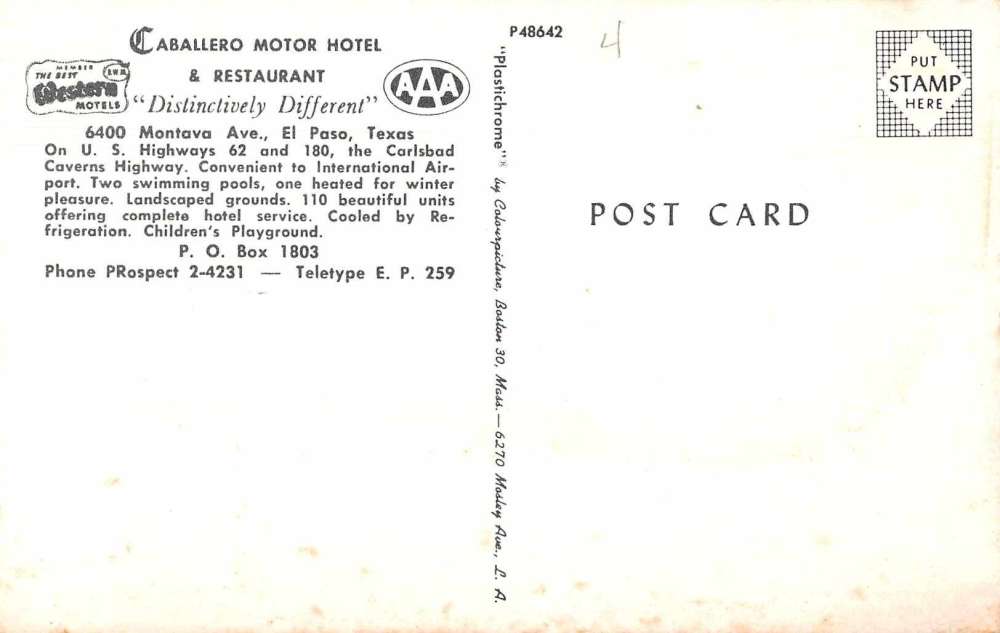 CABALLERO MOTOR HOTEL
& RESTAURANT
MEMBER
THE BEST
B.W.M.
Western
MOTELS
"Distinctively Different"
AAA
6400 Montava Ave., El Paso, Texas
On U. S. Highways 62 and 180, the Carlsbad
Caverns Highway. Convenient to International Air-
port. Two swimming pools, one heated for winter
pleasure. Landscaped grounds. 110 beautiful units
offering complete hotel service. Cooled by Re-
frigeration. Children's Playground.
P. O. Box 1803
Phone PRospect 2-4231 — Teletype E. P. 259
"Plastichrome"® by Colourpicture, Boston 30, Mass. — 6270 Mosley Ave., L. A.
P48642
4
PUT
STAMP
HERE
POST CARD